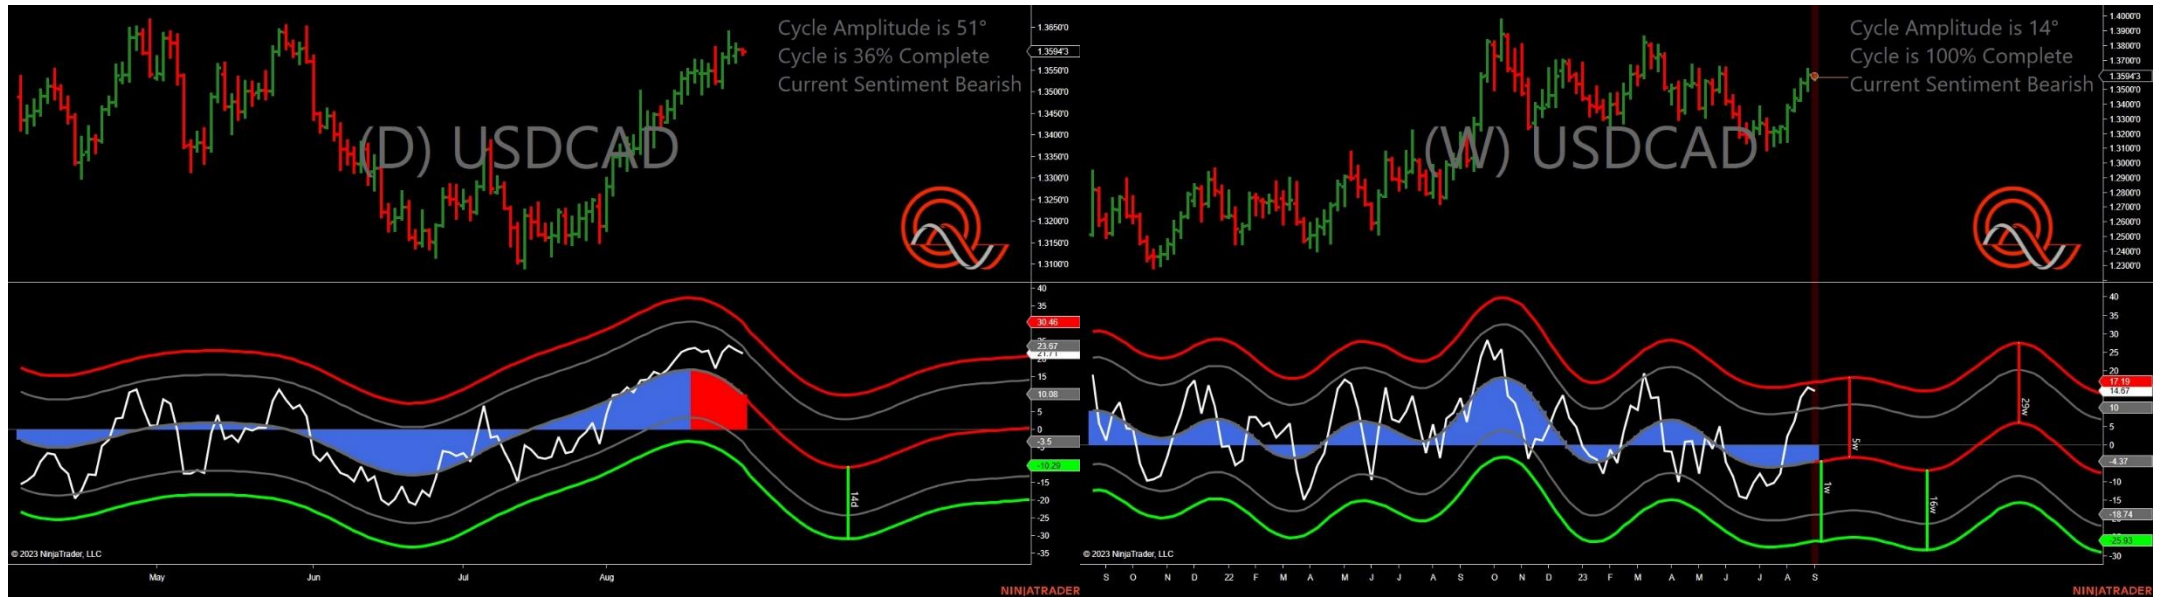 Cycle Amplitude is 51°
Cycle is 36% Complete
Current Sentiment Bearish
(D) USDCAD
1.3650'0
1.3594'3
1.3550'0
1.3500'0
1.3450'0
1.3400'0
1.3350'0
1.3300'0
1.3250'0
1.3200'0
1.3150'0
1.3100'0
40
35
30.46
23.67
21.71
20
15
10.08
5
0
-3.5
-5
-10.29
-15
-20
-25
-30
-35
14d
© 2023 NinjaTrader, LLC
May
Jun
Jul
Aug
NINJATRADER
Cycle Amplitude is 14°
Cycle is 100% Complete
Current Sentiment Bearish
(W) USDCAD
1.4000'0
1.3900'0
1.3800'0
1.3700'0
1.3594'3
1.3500'0
1.3400'0
1.3200'0
1.3100'0
1.3000'0
1.2900'0
1.2800'0
1.2700'0
1.2600'0
1.2500'0
1.2400'0
1.2300'0
40
35
30
25
20
17.19
14.67
10
5
0
-4.37
-10
-15
-18.74
-25.93
-30
5w
1w
16w
29w
© 2023 NinjaTrader, LLC
S O N D 22 F M A M J J A S O N D 23 F M A M J J A S
NINJATRADER